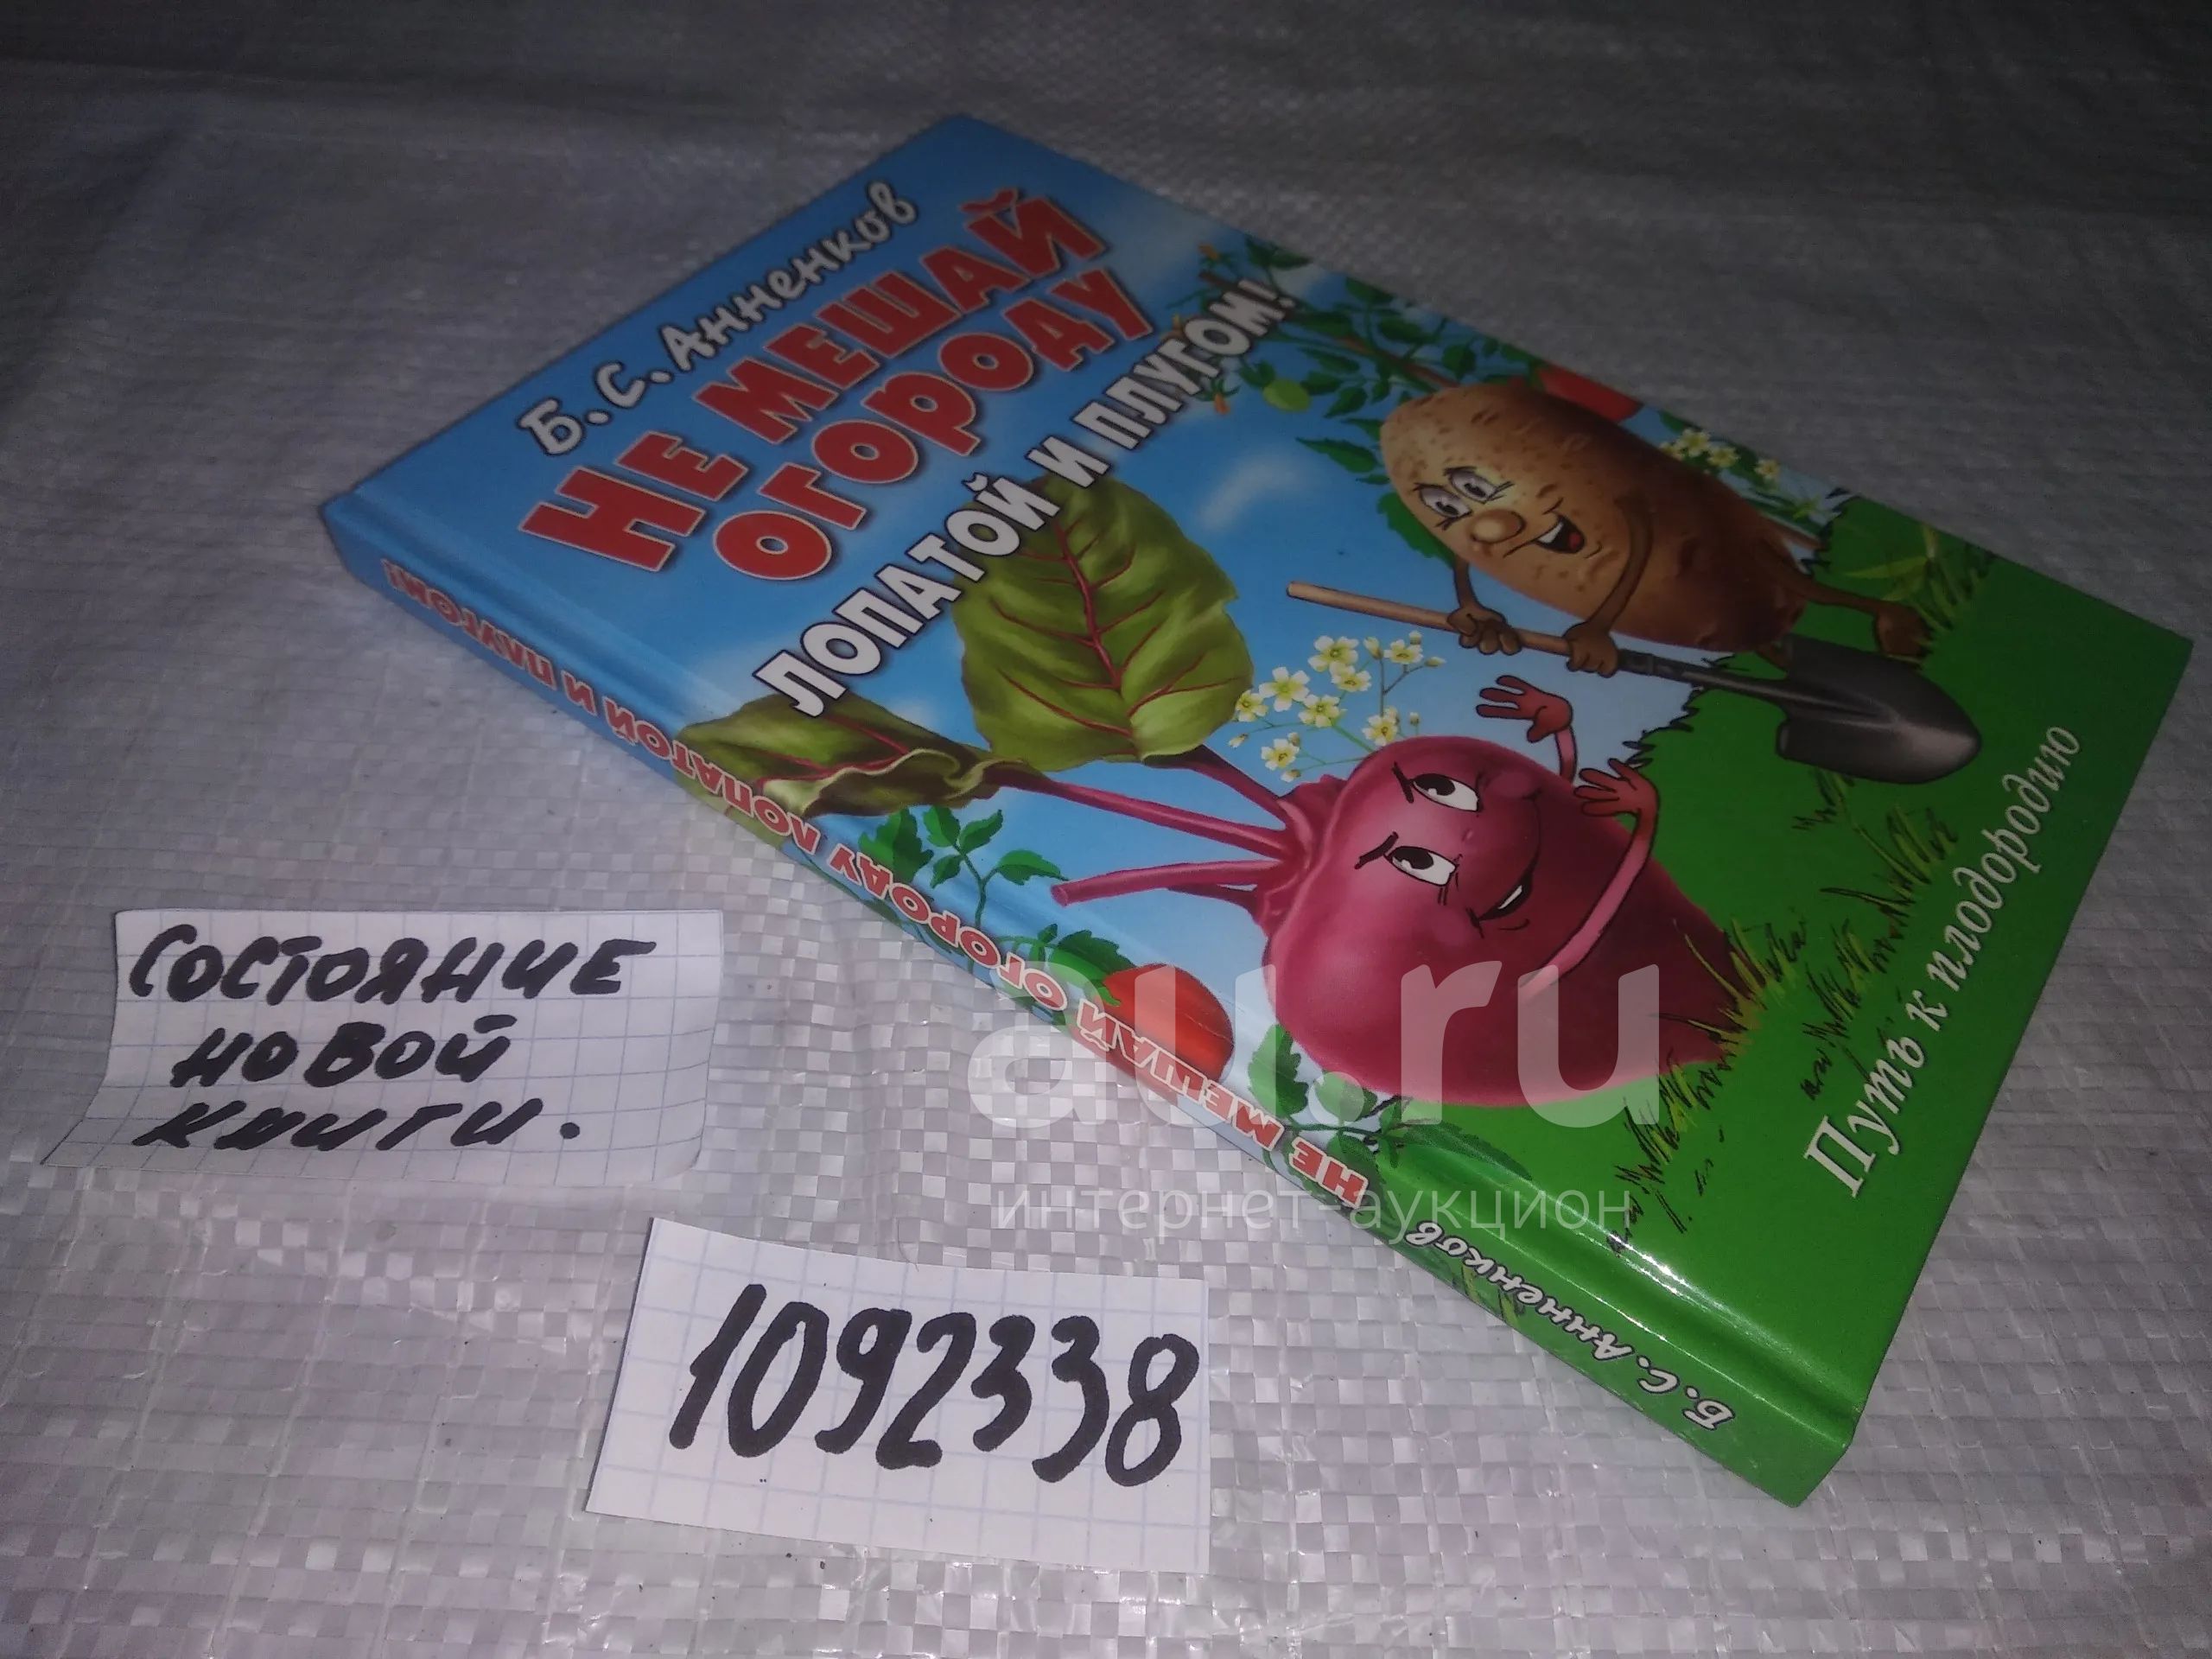 Б. С. Анненков
НЕ МЕШАЙ
ОГОРОДУ
ЛОПАТОЙ И ПЛУГОМ!
Путь к плодородию
Б. С. Анненков
НЕ МЕШАЙ ОГОРОДУ ЛОПАТОЙ И ПЛУГОМ!
au.ru
интернет-аукцион
СОСТОЯНИЕ
НОВОЙ
КНИГИ.
1092338